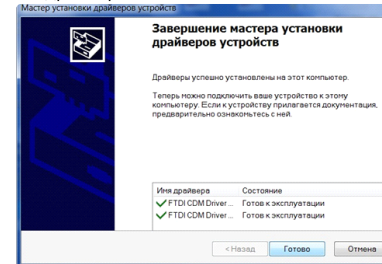 Мастер установки драйверов устройств
Завершение мастера установки
драйверов устройств
Драйверы успешно установлены на этот компьютер.
Теперь можно подключить ваше устройство к этому
компьютеру. Если к устройству прилагается документация,
предварительно ознакомьтесь с ней.
Имя драйвера Состояние
FTDI CDM Driver ... Готов к эксплуатации
FTDI CDM Driver ... Готов к эксплуатации
< Назад Готово Отмена